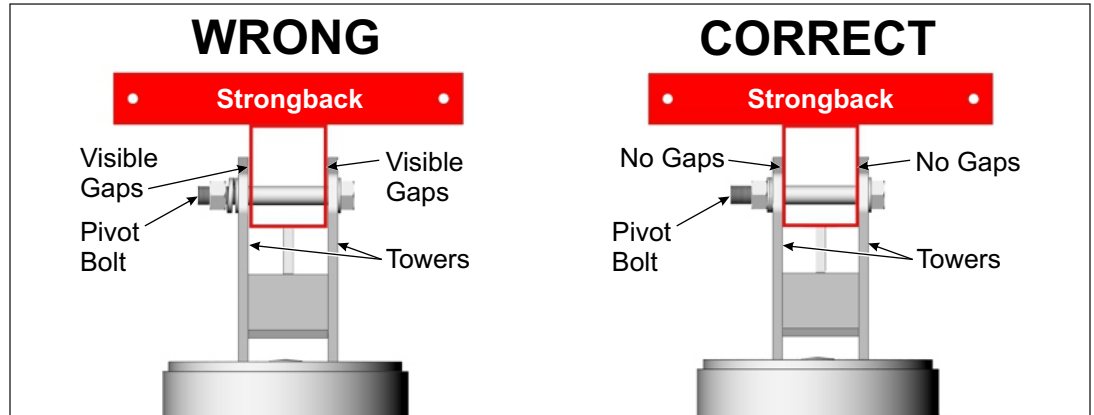 WRONG
Strongback
Visible
Gaps
Visible
Gaps
Pivot
Bolt
Towers
CORRECT
Strongback
No Gaps
No Gaps
Pivot
Bolt
Towers